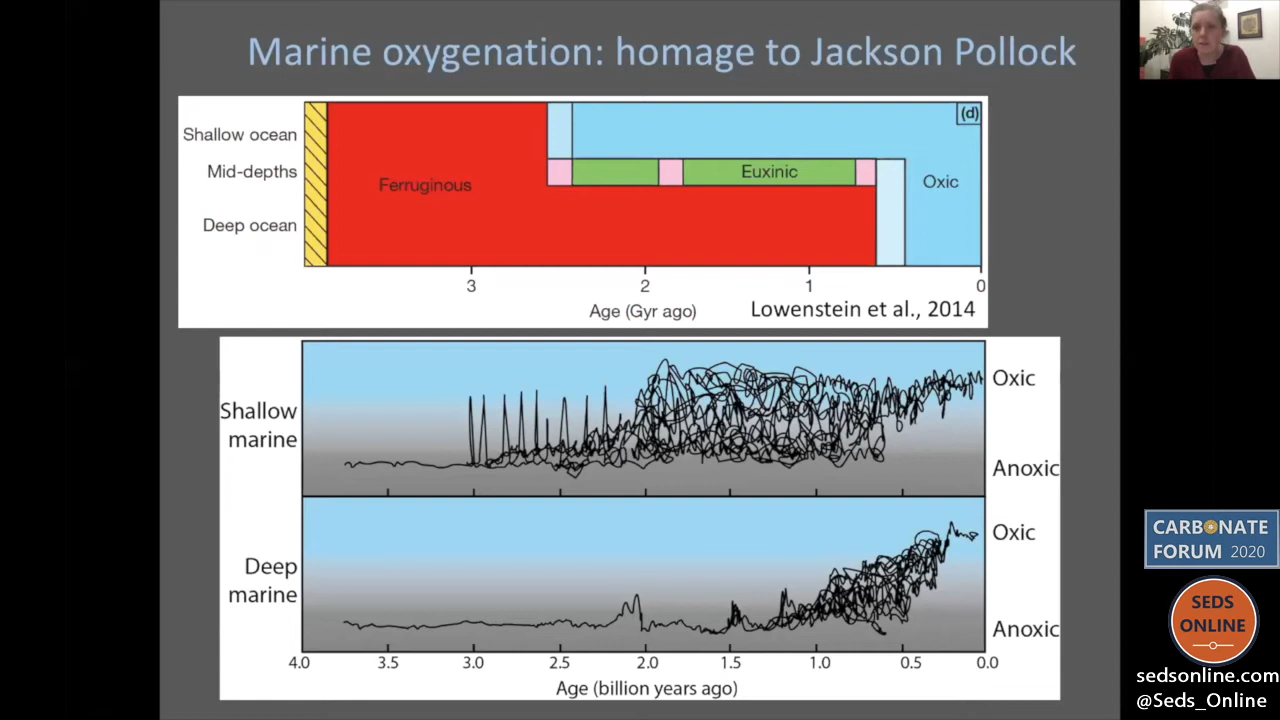 Marine oxygenation: homage to Jackson Pollock
(d)
Shallow ocean
Mid-depths
Deep ocean
Ferruginous
Euxinic
Oxic
3
2
1
0
Age (Gyr ago)
Lowenstein et al., 2014
Shallow
marine
Oxic
Anoxic
Deep
marine
Oxic
Anoxic
4.0 3.5 3.0 2.5 2.0 1.5 1.0 0.5 0.0
Age (billion years ago)
CARBONATE
FORUM 2020
SEDS
ONLINE
sedsonline.com
@Seds_Online